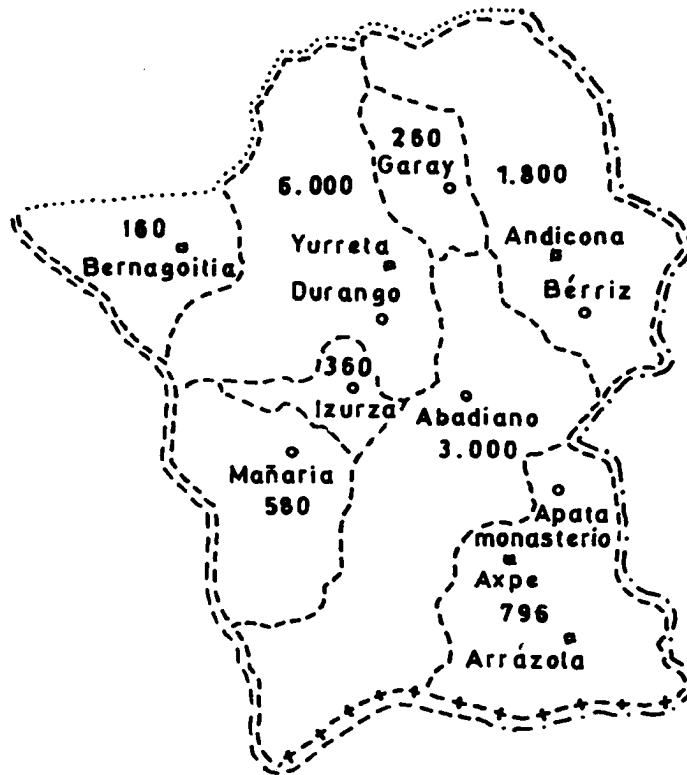 260
Garay
6.000
1.800
160
Bernagoitia
Yurreta
Andicona
Durango
Bérriz
360
Izurza
Abadiano
3.000
Mañaria
580
Apata
monasterio
Axpe
796
Arrázola